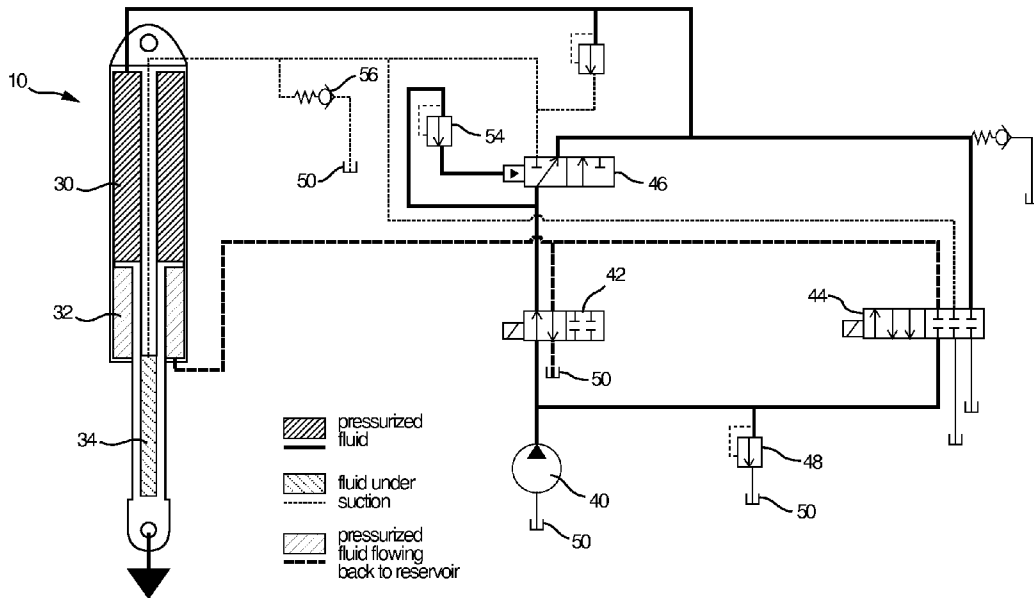 10
56
54
50
46
30
42
44
32
50
34
pressurized
fluid
48
fluid under
suction
40
50
50
pressurized
fluid flowing
back to reservoir